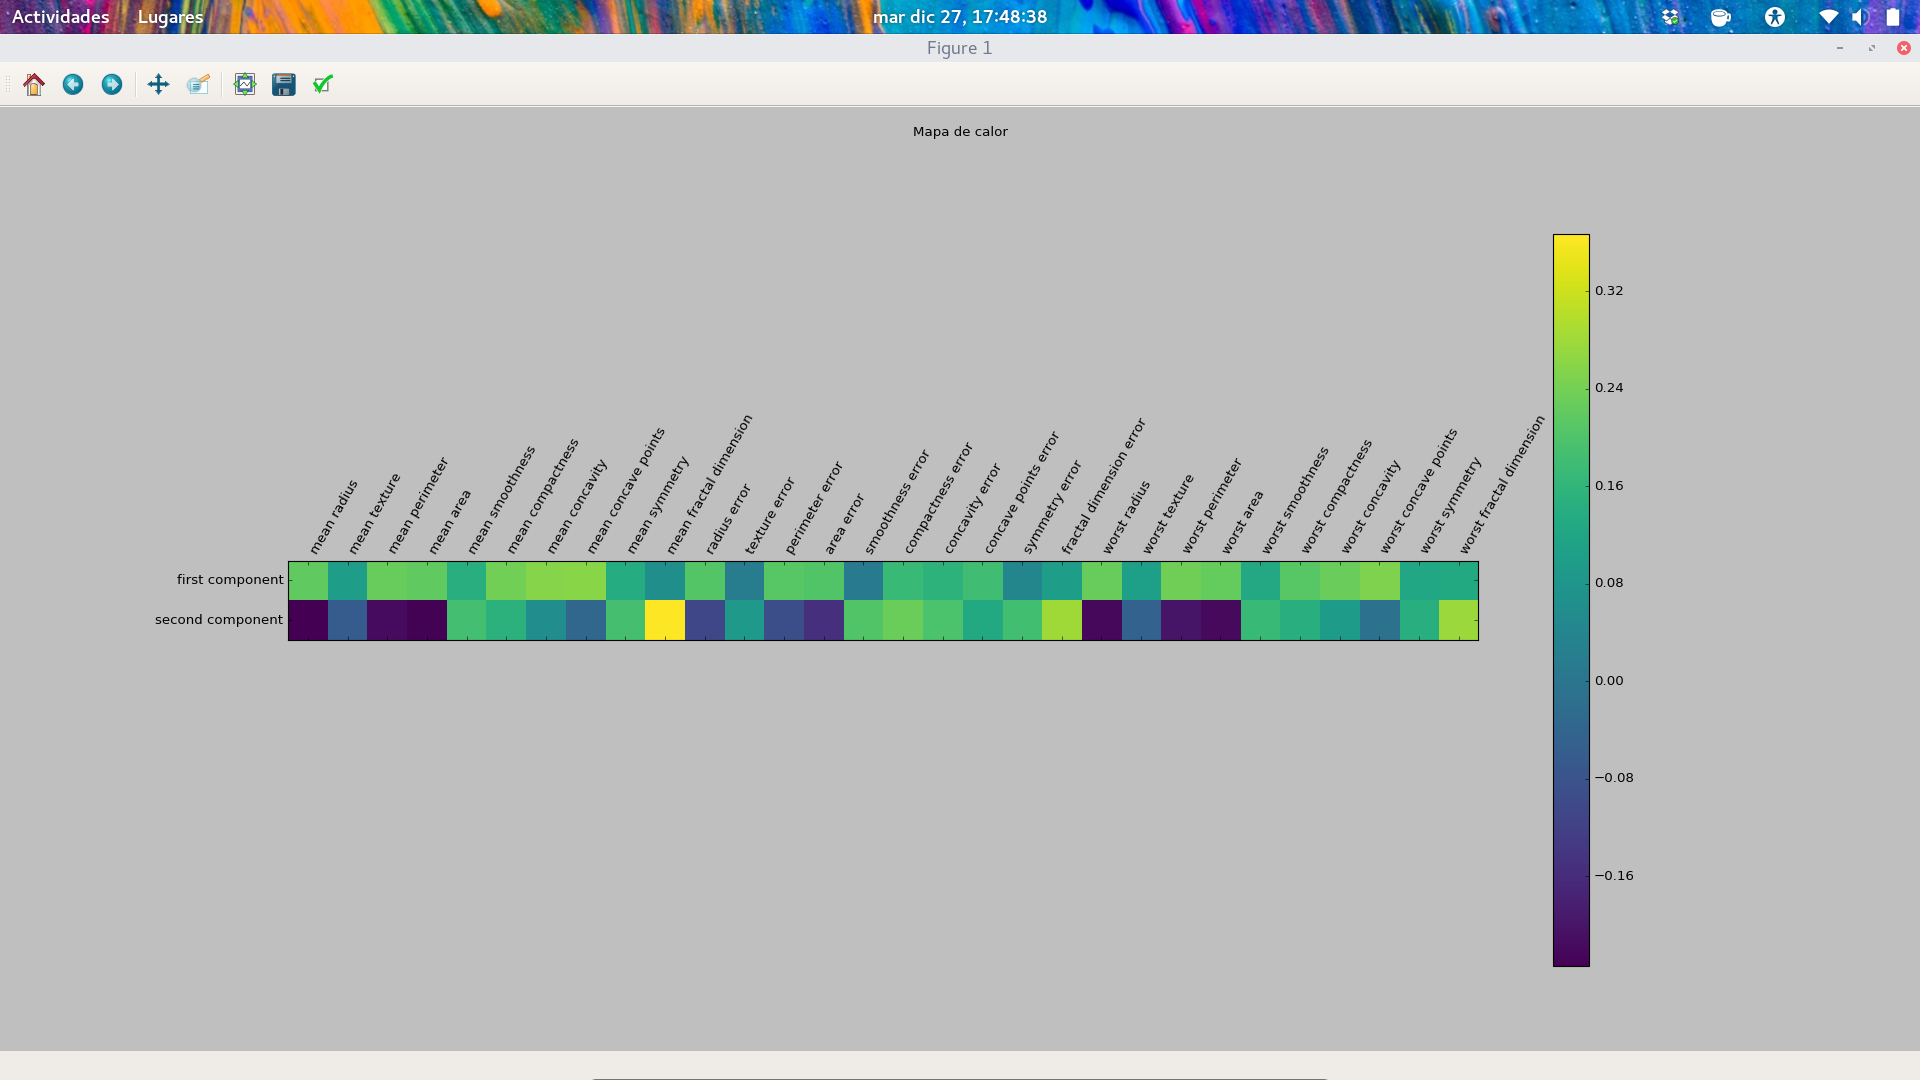 Actividades Lugares mar dic 27, 17:48:38
Figure 1
Mapa de calor
mean radius
mean texture
mean perimeter
mean area
mean smoothness
mean compactness
mean concavity
mean concave points
mean symmetry
mean fractal dimension
radius error
texture error
perimeter error
area error
smoothness error
compactness error
concavity error
concave points error
symmetry error
fractal dimension error
worst radius
worst texture
worst perimeter
worst area
worst smoothness
worst compactness
worst concavity
worst concave points
worst symmetry
worst fractal dimension
first component
second component
0.32
0.24
0.16
0.08
0.00
−0.08
−0.16